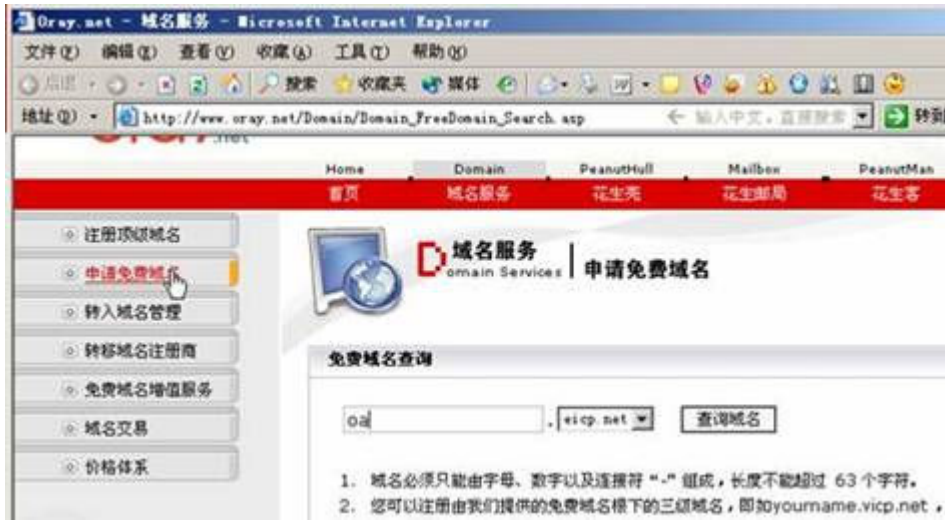 Oray.net - 域名服务 - Microsoft Internet Explorer
文件(F) 编辑(E) 查看(V) 收藏(A) 工具(T) 帮助(H)
后退 搜索 收藏夹 媒体
地址(D) http://www.oray.net/Domain/Domain_FreeDomain_Search.asp 输入中文,直接搜索 转到
.net
Home Domain PeanutHull Mailbox PeanutMan
首页 域名服务 花生壳 花生邮局 花生客
注册顶级域名
申请免费域名
转入域名管理
转移域名注册商
免费域名增值服务
域名交易
价格体系
域名服务
Domain Services
申请免费域名
免费域名查询
oa . eicp.net 查询域名
1. 域名必须只能由字母、数字以及连接符 “-” 组成,长度不能超过 63 个字符。
2. 您可以注册由我们提供的免费域名根下的三级域名,即如yourname.vicp.net ,